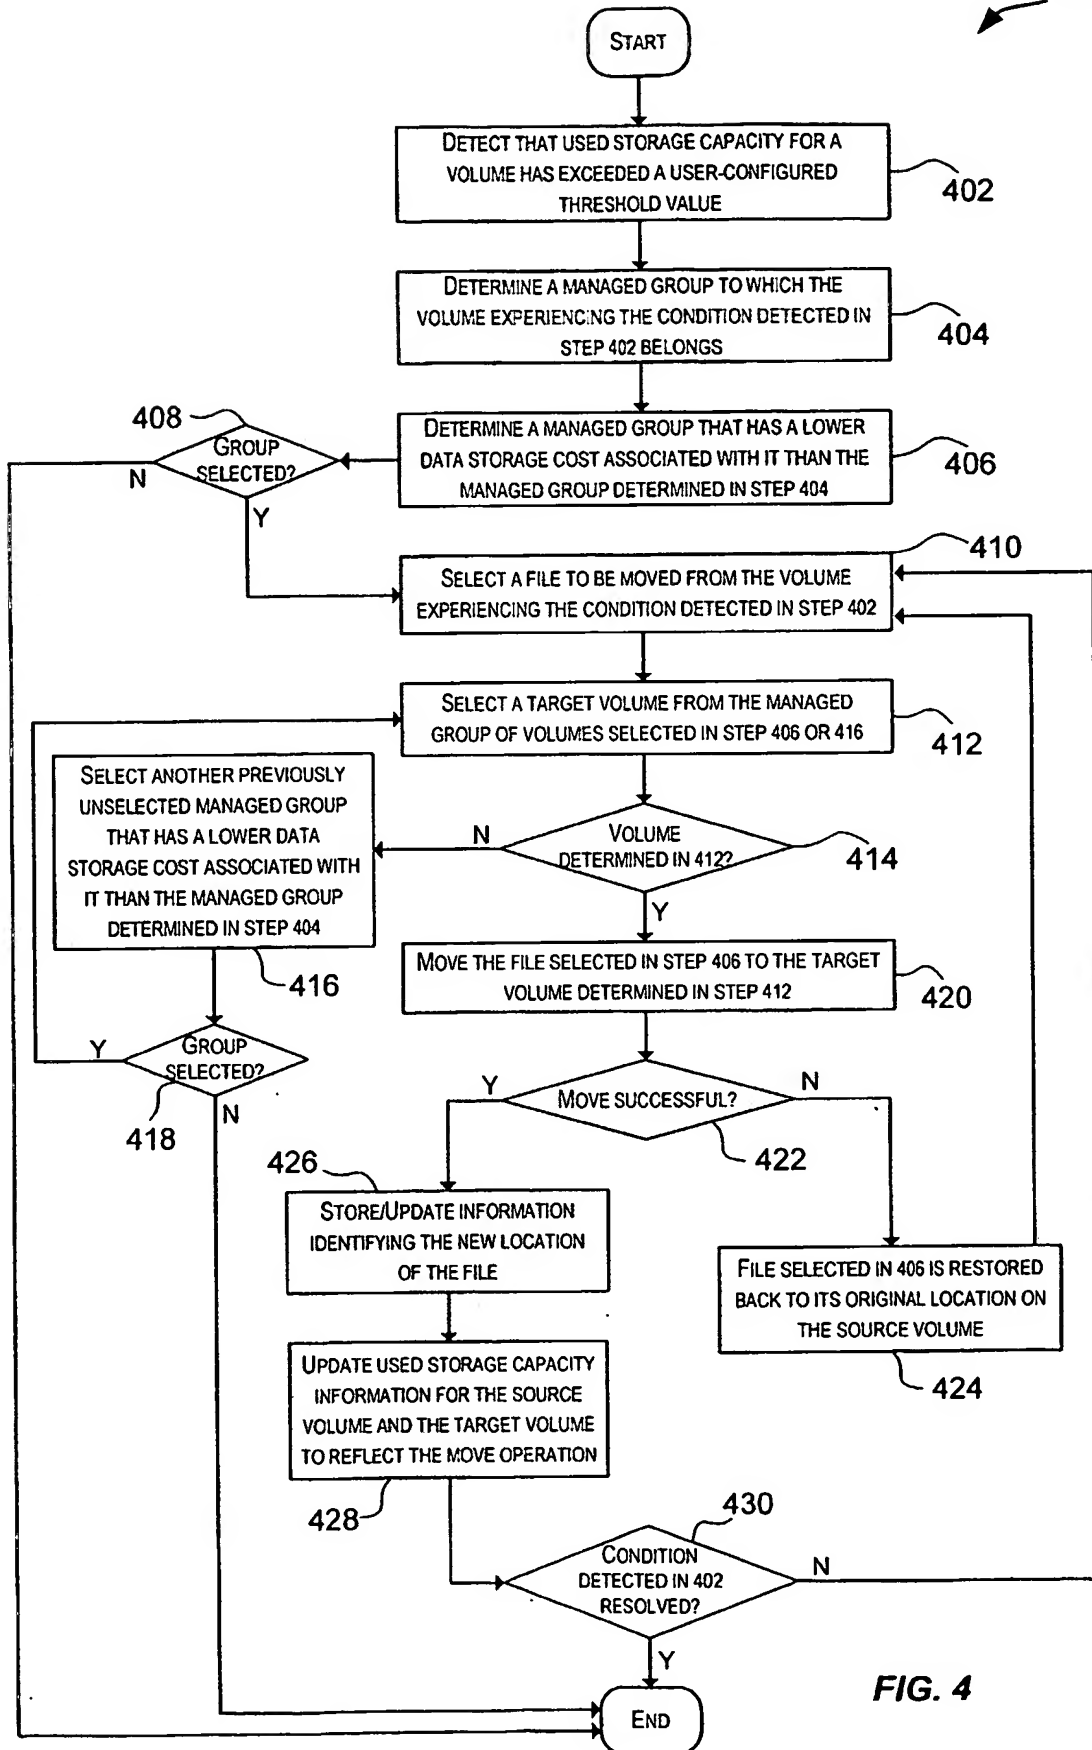 START
DETECT THAT USED STORAGE CAPACITY FOR A
VOLUME HAS EXCEEDED A USER-CONFIGURED
THRESHOLD VALUE
402
DETERMINE A MANAGED GROUP TO WHICH THE
VOLUME EXPERIENCING THE CONDITION DETECTED IN
STEP 402 BELONGS
404
408
GROUP
SELECTED?
N
Y
DETERMINE A MANAGED GROUP THAT HAS A LOWER
DATA STORAGE COST ASSOCIATED WITH IT THAN THE
MANAGED GROUP DETERMINED IN STEP 404
406
410
SELECT A FILE TO BE MOVED FROM THE VOLUME
EXPERIENCING THE CONDITION DETECTED IN STEP 402
SELECT A TARGET VOLUME FROM THE MANAGED
GROUP OF VOLUMES SELECTED IN STEP 406 OR 416
412
SELECT ANOTHER PREVIOUSLY
UNSELECTED MANAGED GROUP
THAT HAS A LOWER DATA
STORAGE COST ASSOCIATED WITH
IT THAN THE MANAGED GROUP
DETERMINED IN STEP 404
416
N
VOLUME
DETERMINED IN 412?
414
Y
MOVE THE FILE SELECTED IN STEP 406 TO THE TARGET
VOLUME DETERMINED IN STEP 412
420
Y
GROUP
SELECTED?
418
N
Y
MOVE SUCCESSFUL?
N
422
426
STORE/UPDATE INFORMATION
IDENTIFYING THE NEW LOCATION
OF THE FILE
FILE SELECTED IN 406 IS RESTORED
BACK TO ITS ORIGINAL LOCATION ON
THE SOURCE VOLUME
424
UPDATE USED STORAGE CAPACITY
INFORMATION FOR THE SOURCE
VOLUME AND THE TARGET VOLUME
TO REFLECT THE MOVE OPERATION
428
430
CONDITION
DETECTED IN 402
RESOLVED?
N
Y
END
FIG. 4